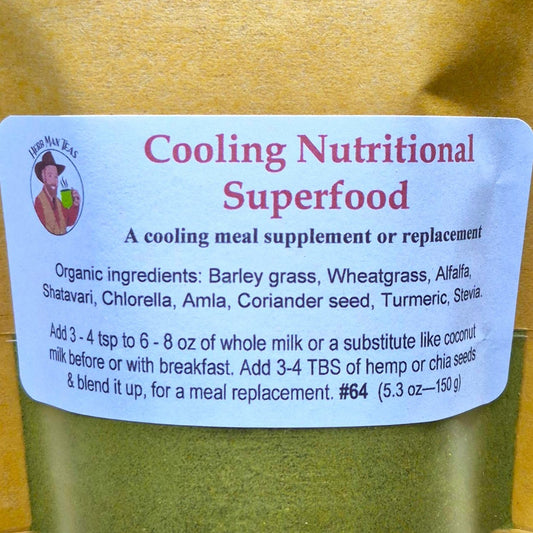 Herb Man Teas
Cooling Nutritional
Superfood
A cooling meal supplement or replacement
Organic ingredients: Barley grass, Wheatgrass, Alfalfa,
Shatavari, Chlorella, Amla, Coriander seed, Turmeric, Stevia.
Add 3 - 4 tsp to 6 - 8 oz of whole milk or a substitute like coconut
milk before or with breakfast. Add 3-4 TBS of hemp or chia seeds
& blend it up, for a meal replacement. #64 (5.3 oz—150 g)